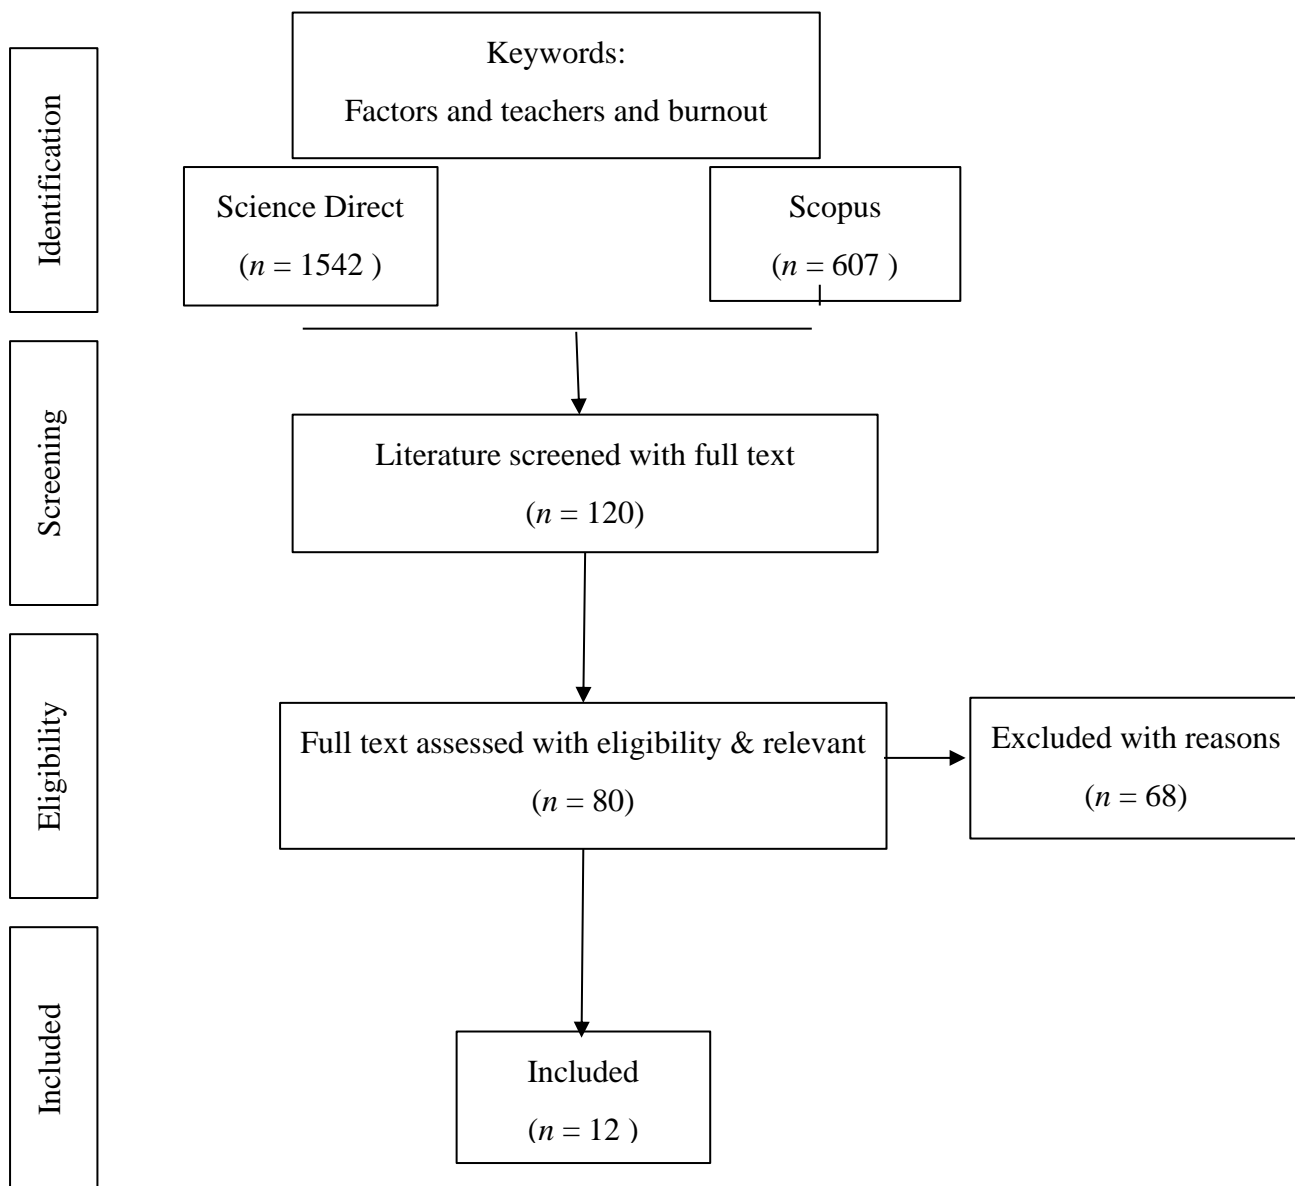 Identification
Keywords:
Factors and teachers and burnout
Science Direct
(n = 1542 )
Scopus
(n = 607 )
Screening
Literature screened with full text
(n = 120)
Eligibility
Full text assessed with eligibility & relevant
(n = 80)
Excluded with reasons
(n = 68)
Included
Included
(n = 12 )